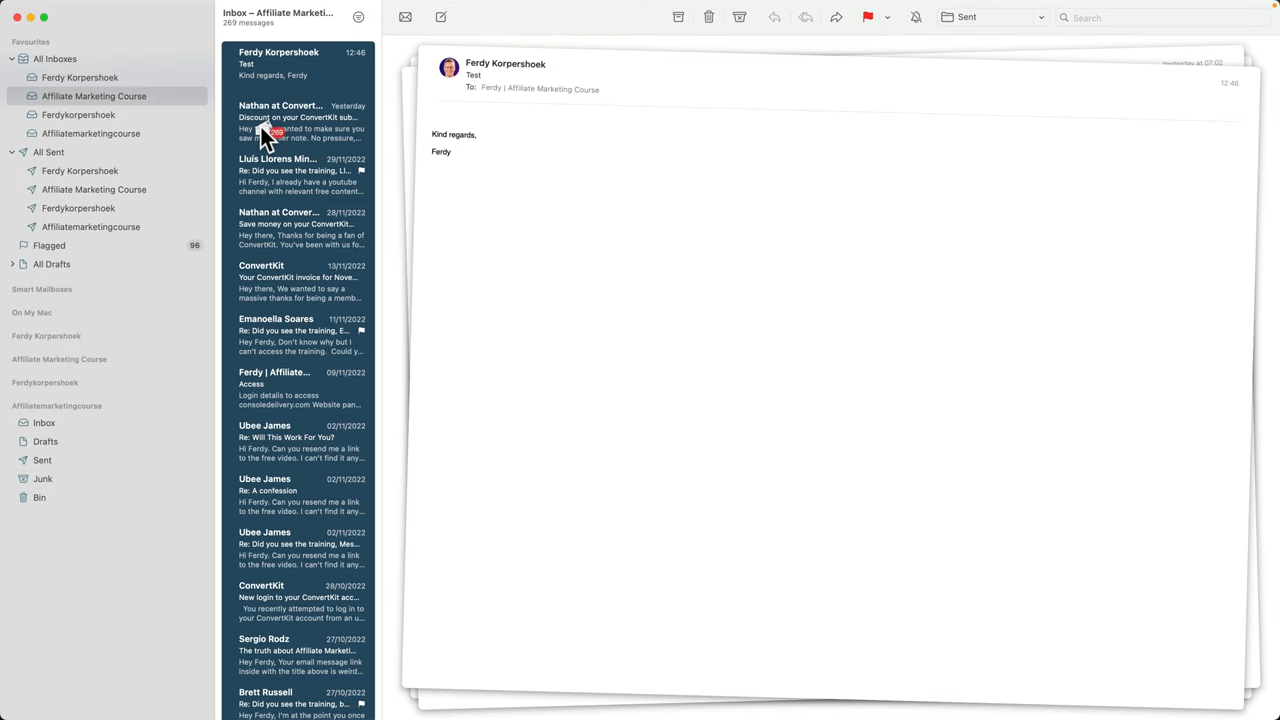 Favourites
All Inboxes
Ferdy Korpershoek
Affiliate Marketing Course
Ferdykorpershoek
Affiliatemarketingcourse
All Sent
Ferdy Korpershoek
Affiliate Marketing Course
Ferdykorpershoek
Affiliatemarketingcourse
Flagged 96
All Drafts
Smart Mailboxes
On My Mac
Ferdy Korpershoek
Affiliate Marketing Course
Ferdykorpershoek
Affiliatemarketingcourse
Inbox
Drafts
Sent
Junk
Bin
Inbox – Affiliate Marketi...
269 messages
Ferdy Korpershoek 12:46
Test
Kind regards, Ferdy
Nathan at Convert... Yesterday
Discount on your ConvertKit sub...
Hey wanted to make sure you
saw er note. No pressure,...
269
Lluís Llorens Min... 29/11/2022
Re: Did you see the training, Ll...
Hi Ferdy, I already have a youtube
channel with relevant free content...
Nathan at Conver... 28/11/2022
Save money on your ConvertKit...
Hey there, Thanks for being a fan of
ConvertKit. You've been with us fo...
ConvertKit 13/11/2022
Your ConvertKit invoice for Nove...
Hey there, We wanted to say a
massive thanks for being a memb...
Emanoella Soares 11/11/2022
Re: Did you see the training, E...
Hey Ferdy, Don't know why but I
can't access the training. Could y...
Ferdy | Affiliate... 09/11/2022
Access
Login details to access
consoledelivery.com Website pan...
Ubee James 02/11/2022
Re: Will This Work For You?
Hi Ferdy. Can you resend me a link
to the free video. I can't find it any...
Ubee James 02/11/2022
Re: A confession
Hi Ferdy. Can you resend me a link
to the free video. I can't find it any...
Ubee James 02/11/2022
Re: Did you see the training, Mes...
Hi Ferdy. Can you resend me a link
to the free video. I can't find it any...
ConvertKit 28/10/2022
New login to your ConvertKit acc...
You recently attempted to log in to
your ConvertKit account from an u...
Sergio Rodz 27/10/2022
The truth about Affiliate Marketi...
Hey Ferdy, Your email message link
inside with the title above is weird...
Brett Russell 27/10/2022
Re: Did you see the training, b...
Hey Ferdy, I'm at the point you once
Sent
Search
Yesterday at 07:02
Ferdy Korpershoek
12:46
Test
To: Ferdy | Affiliate Marketing Course
Kind regards,
Ferdy